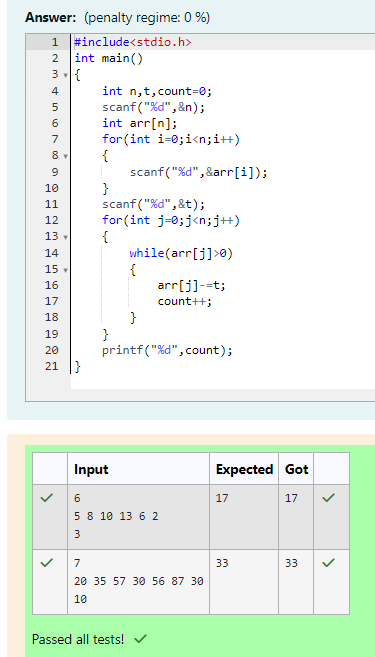 Answer: (penalty regime: 0 %)
1 #include<stdio.h>
2 int main()
3 {
4     int n,t,count=0;
5     scanf("%d",&n);
6     int arr[n];
7     for(int i=0;i<n;i++)
8     {
9         scanf("%d",&arr[i]);
10     }
11     scanf("%d",&t);
12     for(int j=0;j<n;j++)
13     {
14         while(arr[j]>0)
15         {
16             arr[j]-=t;
17             count++;
18         }
19     }
20     printf("%d",count);
21 }
Input Expected Got
6 17 17
5 8 10 13 6 2
3
7 33 33
20 35 57 30 56 87 30
10
Passed all tests!